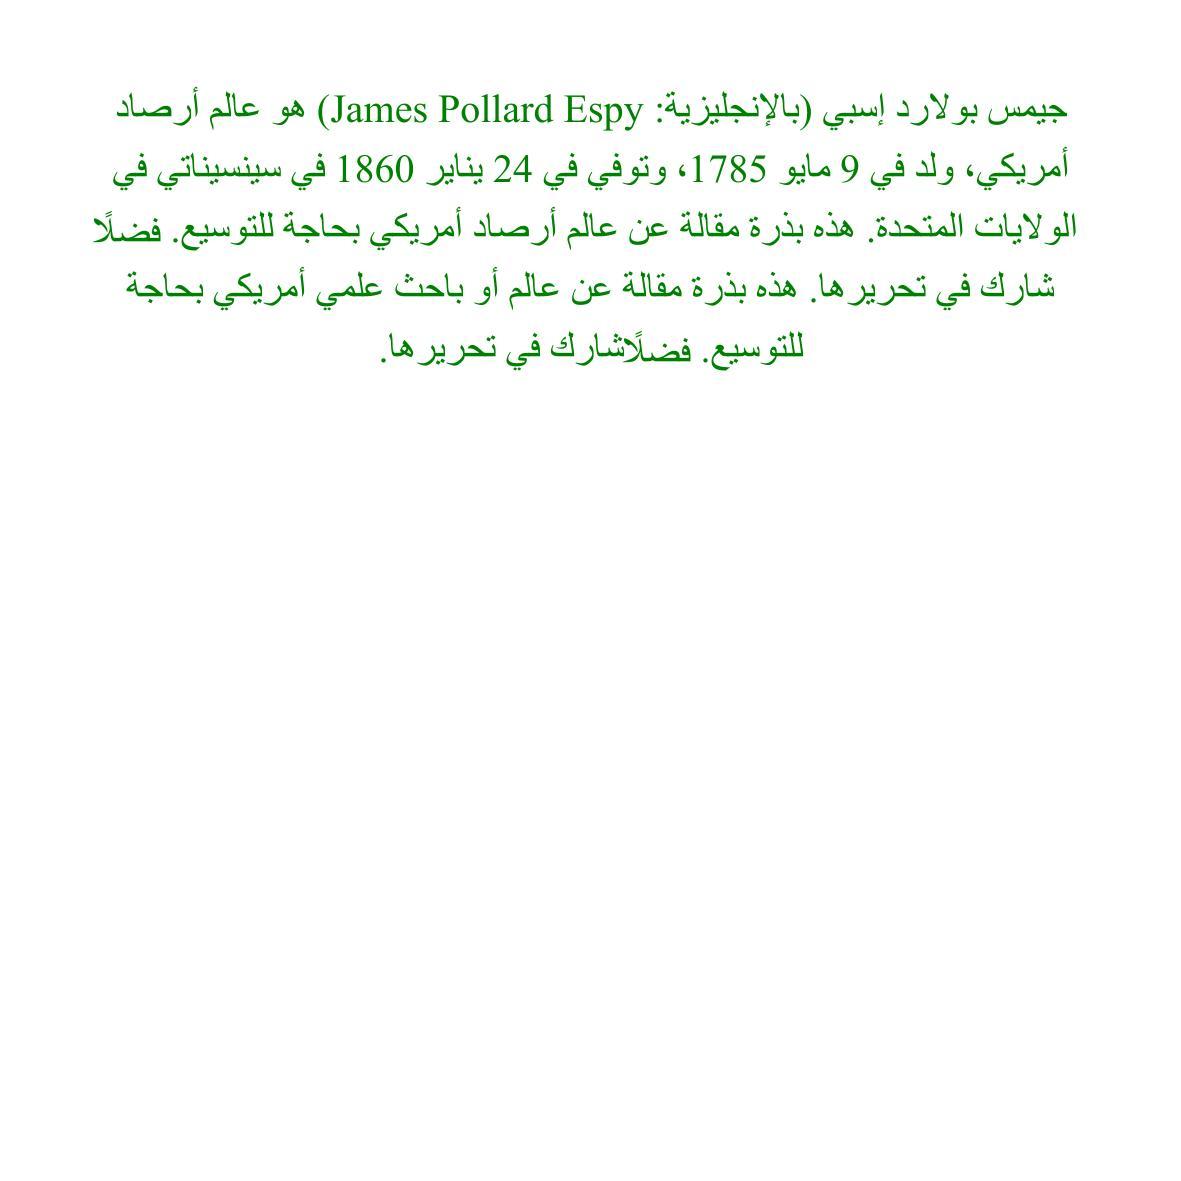 جيمس بولارد إسبي (بالإنجليزية: James Pollard Espy) هو عالم أرصاد
أمريكي، ولد في 9 مايو 1785، وتوفي في 24 يناير 1860 في سينسيناتي في
الولايات المتحدة. هذه بذرة مقالة عن عالم أرصاد أمريكي بحاجة للتوسيع. فضلًا
شارك في تحريرها. هذه بذرة مقالة عن عالم أو باحث علمي أمريكي بحاجة
للتوسيع. فضلًاشارك في تحريرها.